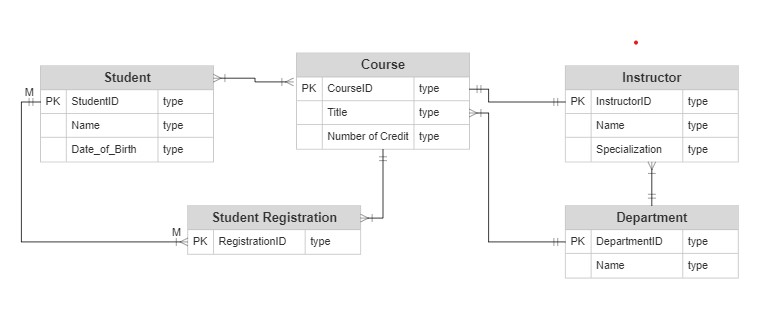 Student
M
PK StudentID type
Name type
Date_of_Birth type
Course
PK CourseID type
Title type
Number of Credit type
Instructor
PK InstructorID type
Name type
Specialization type
Student Registration
M
PK RegistrationID type
Department
PK DepartmentID type
Name type